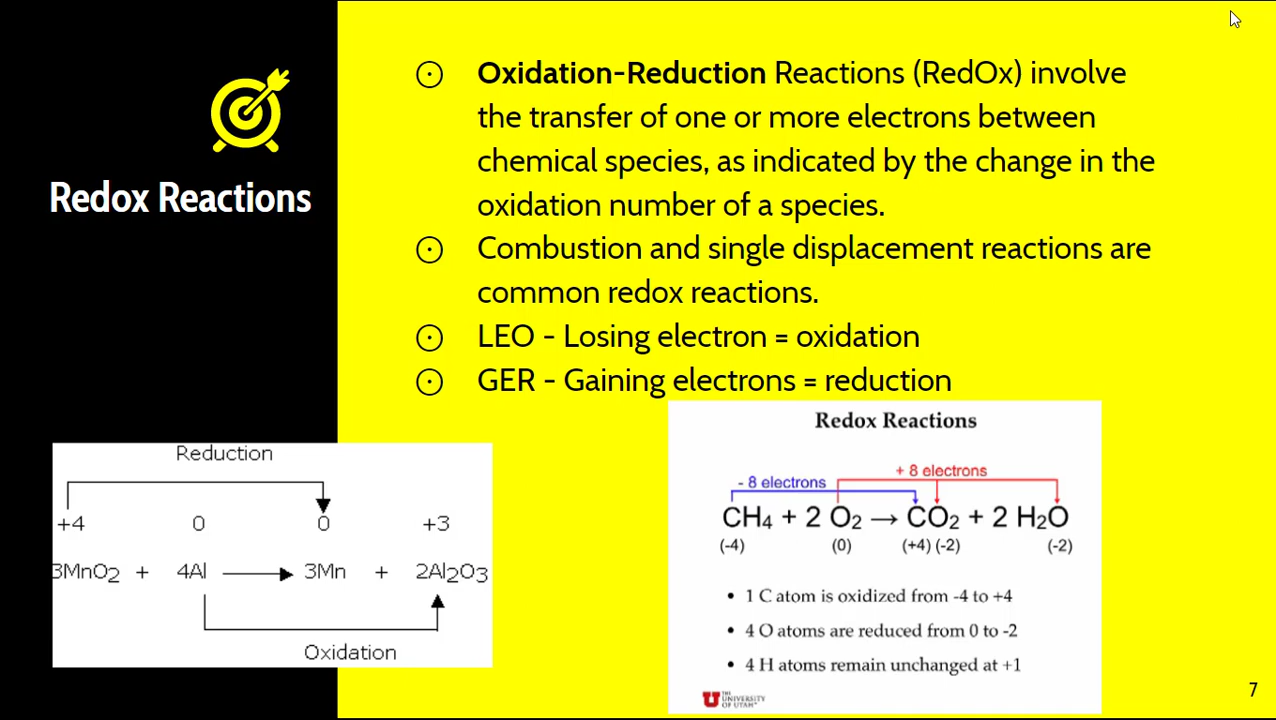 Redox Reactions
Oxidation-Reduction Reactions (RedOx) involve
the transfer of one or more electrons between
chemical species, as indicated by the change in the
oxidation number of a species.
Combustion and single displacement reactions are
common redox reactions.
LEO - Losing electron = oxidation
GER - Gaining electrons = reduction
Reduction
+4 0 0 +3
3MnO₂ + 4Al → 3Mn + 2Al₂O₃
Oxidation
Redox Reactions
+ 8 electrons
- 8 electrons
CH₄ + 2 O₂ → CO₂ + 2 H₂O
(-4) (0) (+4) (-2) (-2)
• 1 C atom is oxidized from -4 to +4
• 4 O atoms are reduced from 0 to -2
• 4 H atoms remain unchanged at +1
THE
UNIVERSITY
OF UTAH
7